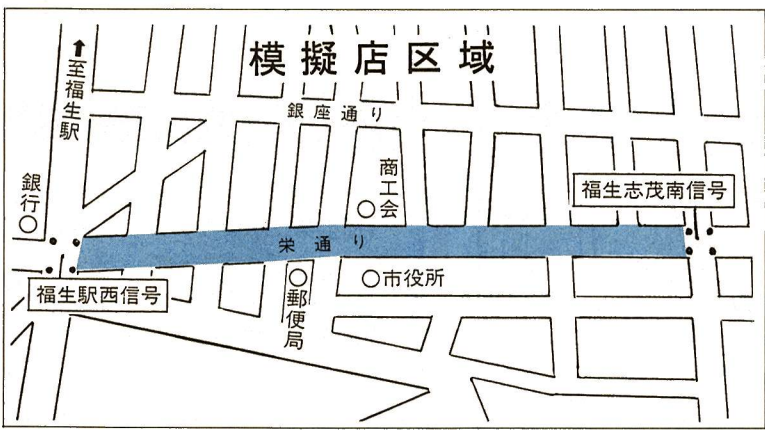 模擬店区域
↑至福生駅
銀座通り
商工会
銀行
福生志茂南信号
栄通り
市役所
福生駅西信号
郵便局